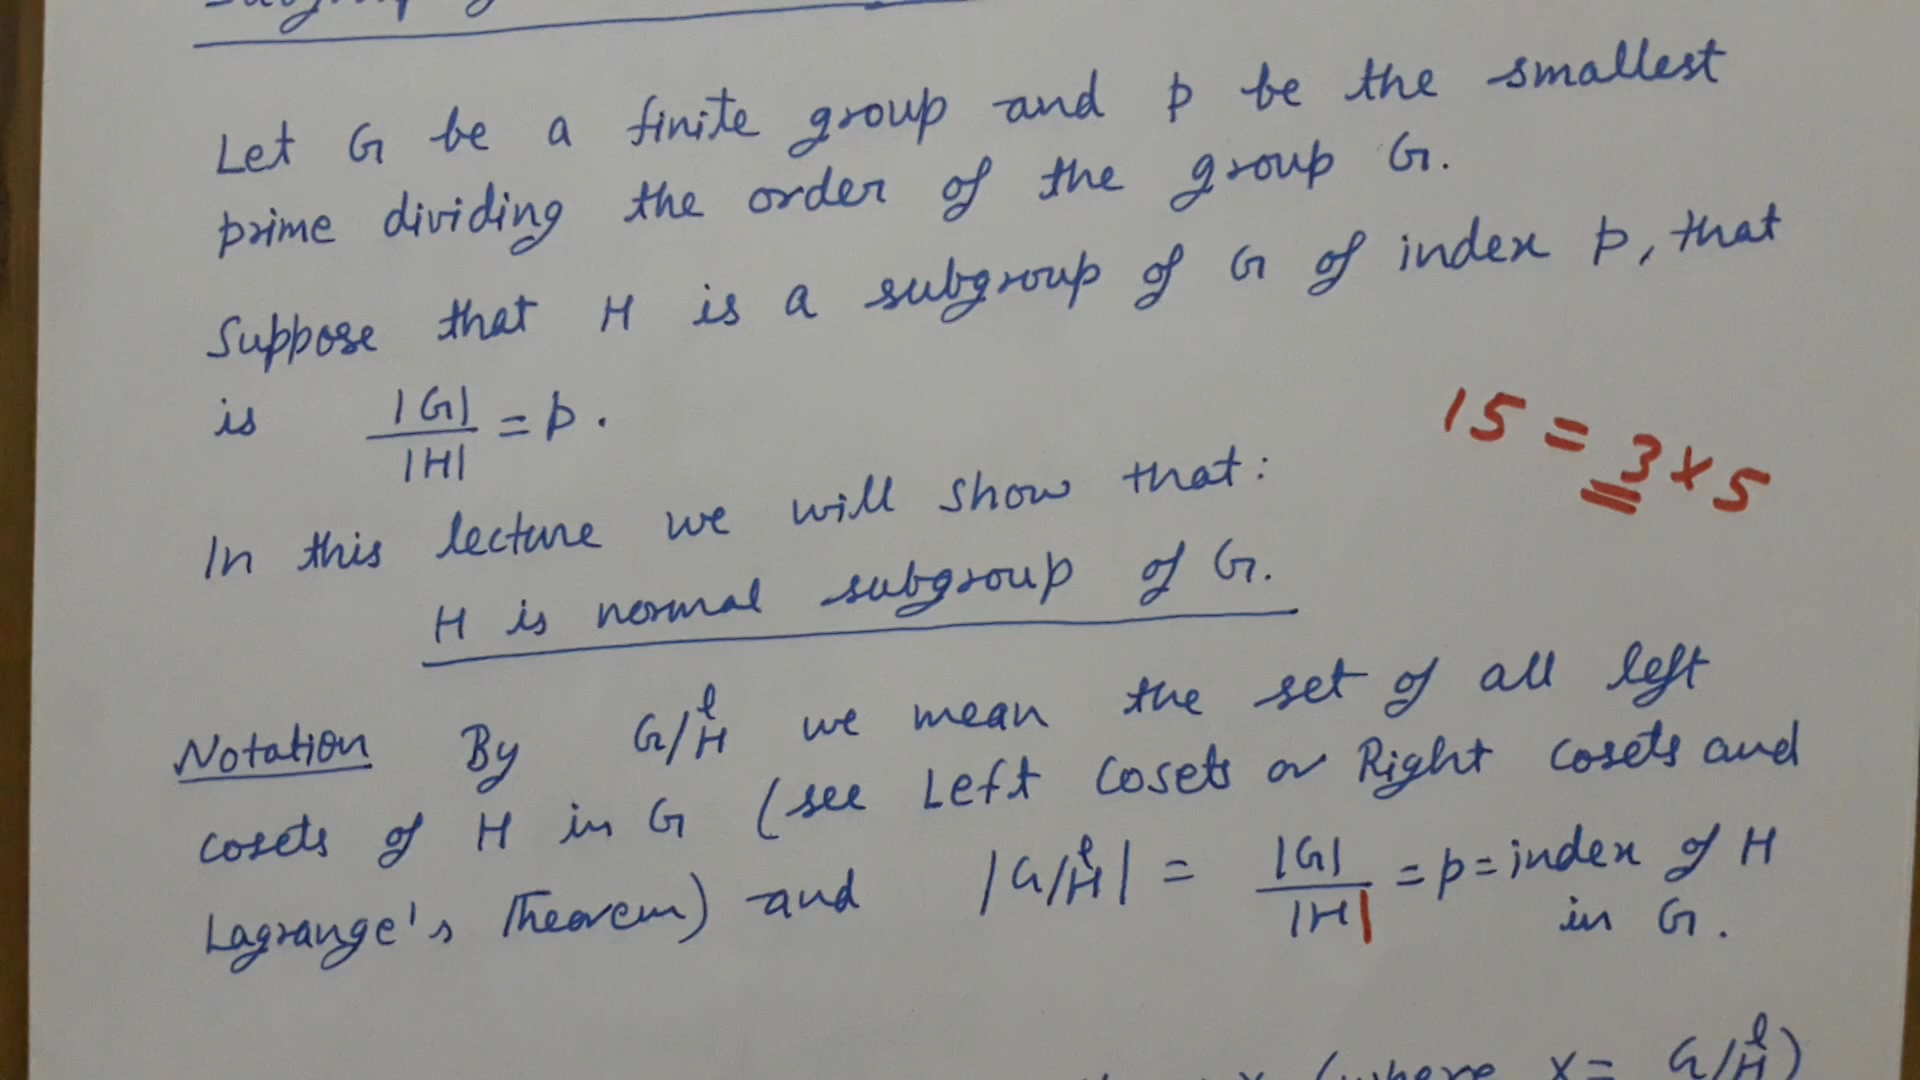 Let G be a finite group and p be the smallest
prime dividing the order of the group G.
Suppose that H is a subgroup of G of index p, that
is |G|/|H| = p.
15 = 3 x 5
In this lecture we will show that:
H is normal subgroup of G.
Notation By G/H^l we mean the set of all left
cosets of H in G (see Left Cosets or Right Cosets and
Lagrange's Theorem) and |G/H^l| = |G|/|H| = p = index of H
in G.
X (where X = G/H^l)